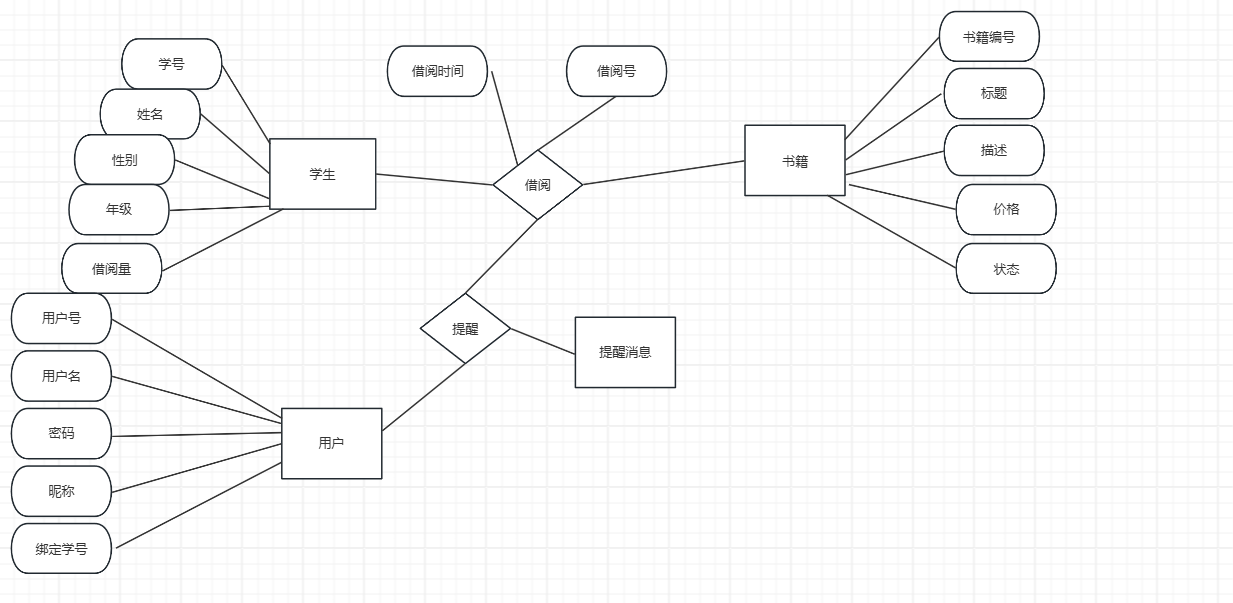 书籍编号
学号
借阅时间
借阅号
标题
姓名
描述
性别
学生
借阅
书籍
年级
价格
借阅量
状态
用户号
提醒
提醒消息
用户名
密码
用户
昵称
绑定学号